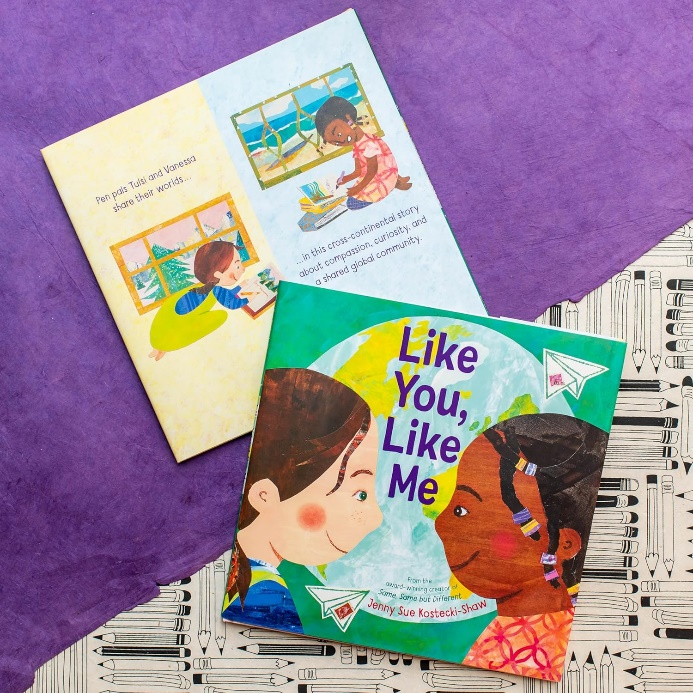 Pen pals Tulsi and Vanessa
share their worlds...
...in this cross-continental story
about compassion, curiosity, and
a shared global community.
Like
You,
Like
Me
From the
award-winning creator of
Same, Same but Different
Jenny Sue Kostecki-Shaw